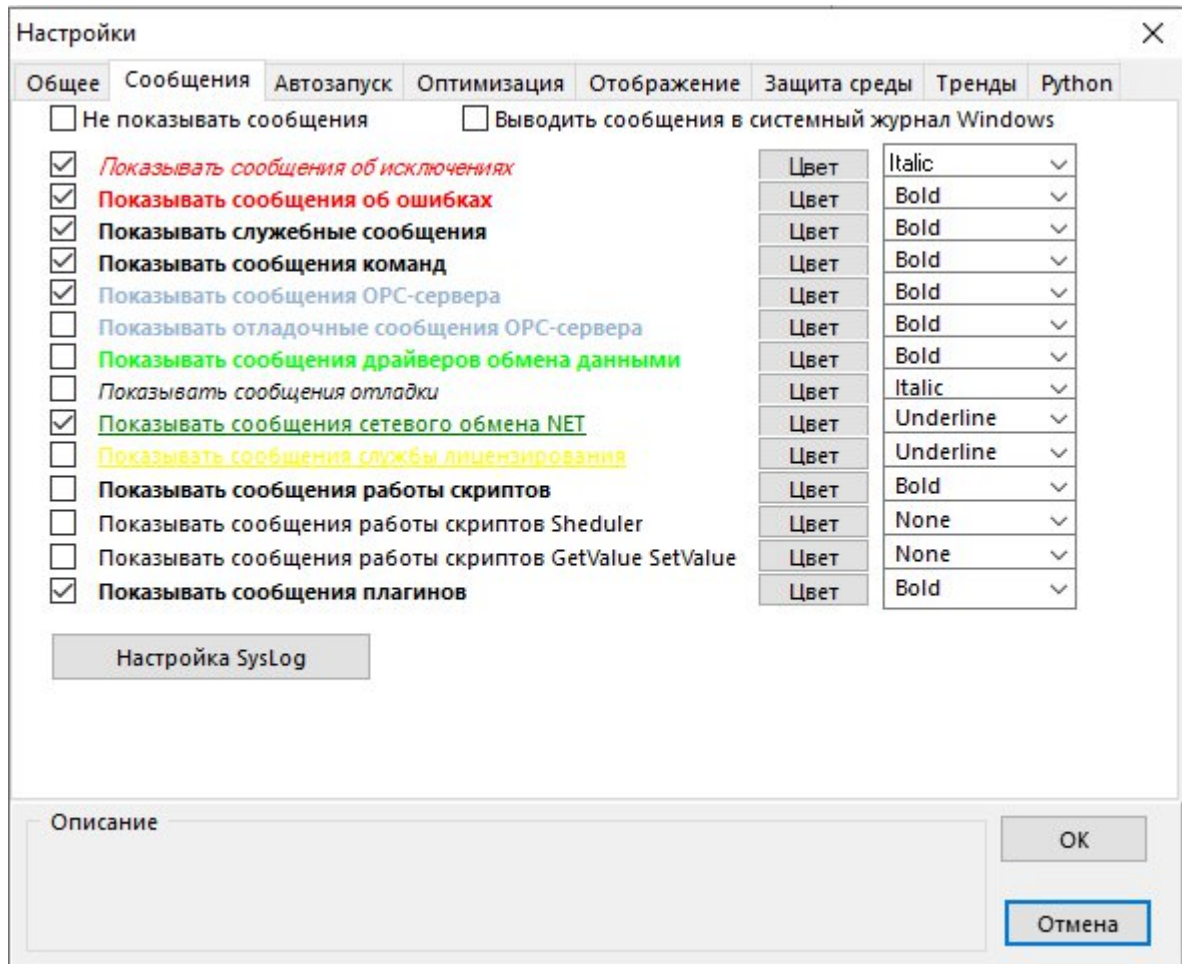 Настройки
Общее Сообщения Автозапуск Оптимизация Отображение Защита среды Тренды Python
Не показывать сообщения Выводить сообщения в системный журнал Windows
Показывать сообщения об исключениях Цвет Italic
Показывать сообщения об ошибках Цвет Bold
Показывать служебные сообщения Цвет Bold
Показывать сообщения команд Цвет Bold
Показывать сообщения OPC-сервера Цвет Bold
Показывать отладочные сообщения OPC-сервера Цвет Bold
Показывать сообщения драйверов обмена данными Цвет Bold
Показывать сообщения отладки Цвет Italic
Показывать сообщения сетевого обмена NET Цвет Underline
Показывать сообщения службы лицензирования Цвет Underline
Показывать сообщения работы скриптов Цвет Bold
Показывать сообщения работы скриптов Sheduler Цвет None
Показывать сообщения работы скриптов GetValue SetValue Цвет None
Показывать сообщения плагинов Цвет Bold
Настройка SysLog
Описание
OK
Отмена